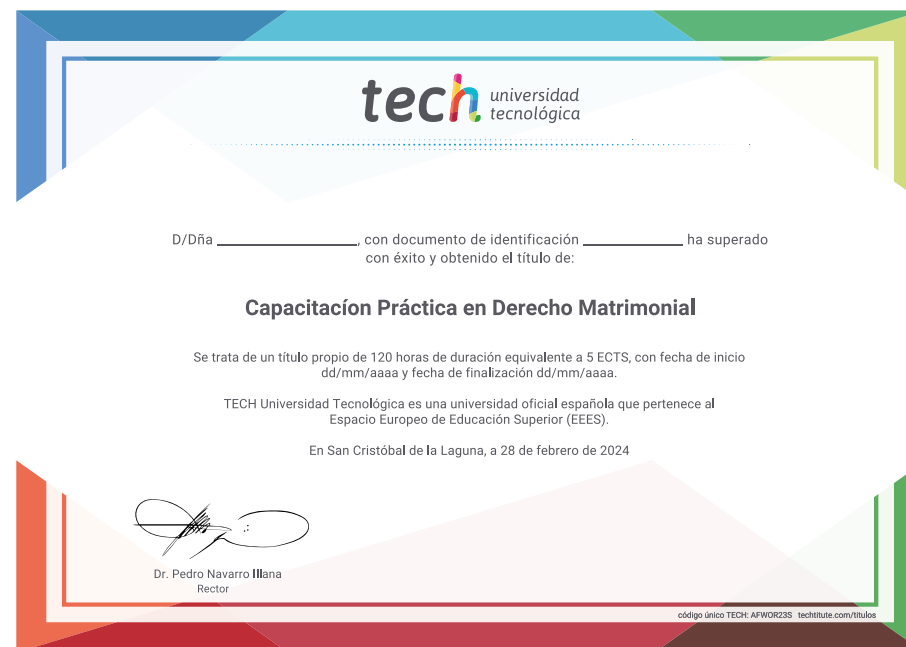 tech universidad
tecnológica
D/Dña ____________________, con documento de identificación ______________ ha superado
con éxito y obtenido el título de:
Capacitacíon Práctica en Derecho Matrimonial
Se trata de un título propio de 120 horas de duración equivalente a 5 ECTS, con fecha de inicio
dd/mm/aaaa y fecha de finalización dd/mm/aaaa.
TECH Universidad Tecnológica es una universidad oficial española que pertenece al
Espacio Europeo de Educación Superior (EEES).
En San Cristóbal de la Laguna, a 28 de febrero de 2024
Dr. Pedro Navarro Illana
Rector
código único TECH: AFWOR23S techtitute.com/titulos